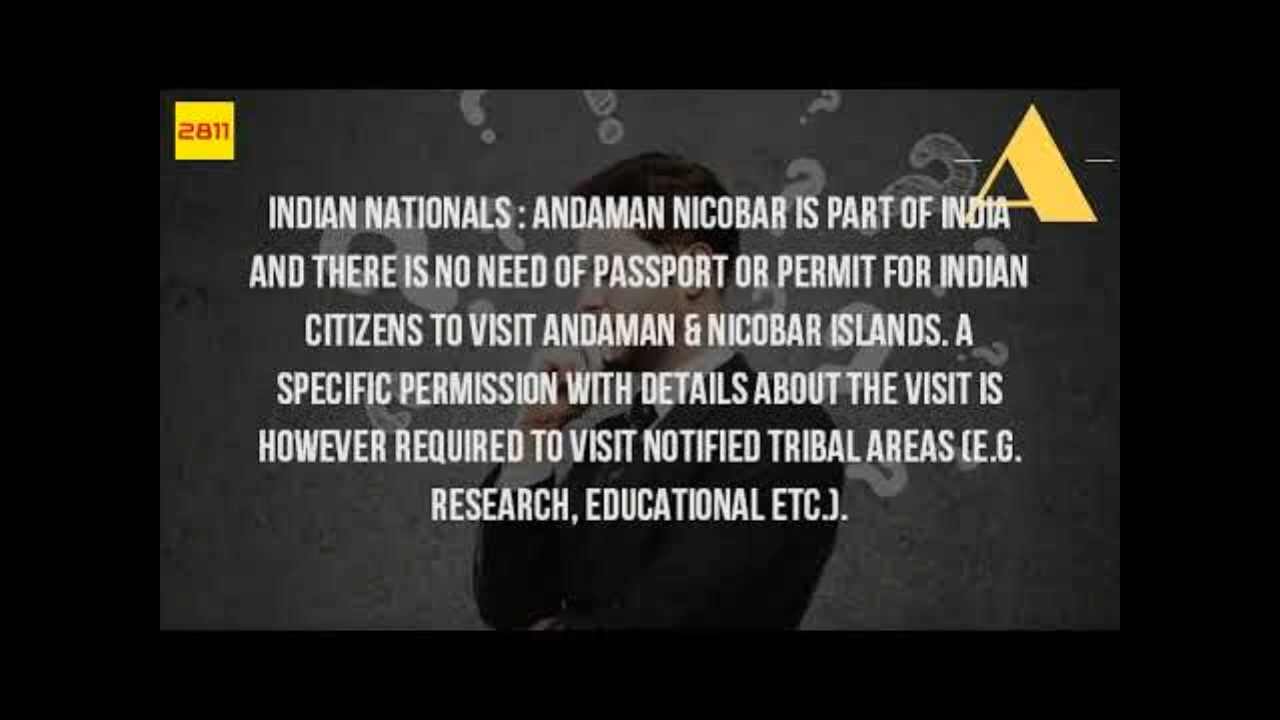 2811
A
INDIAN NATIONALS : ANDAMAN NICOBAR IS PART OF INDIA
AND THERE IS NO NEED OF PASSPORT OR PERMIT FOR INDIAN
CITIZENS TO VISIT ANDAMAN & NICOBAR ISLANDS. A
SPECIFIC PERMISSION WITH DETAILS ABOUT THE VISIT IS
HOWEVER REQUIRED TO VISIT NOTIFIED TRIBAL AREAS (E.G.
RESEARCH, EDUCATIONAL ETC.).